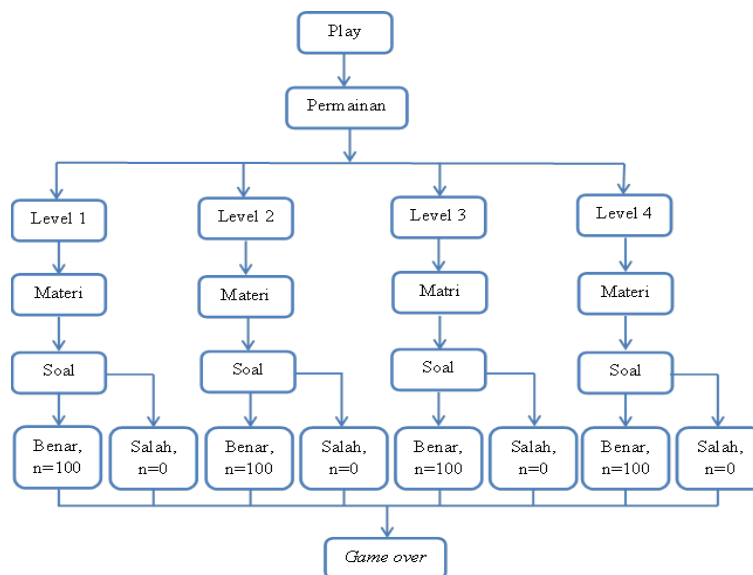 Play
Permainan
Level 1
Level 2
Level 3
Level 4
Materi
Materi
Matri
Materi
Soal
Soal
Soal
Soal
Benar,
n=100
Salah,
n=0
Benar,
n=100
Salah,
n=0
Benar,
n=100
Salah,
n=0
Benar,
n=100
Salah,
n=0
Game over